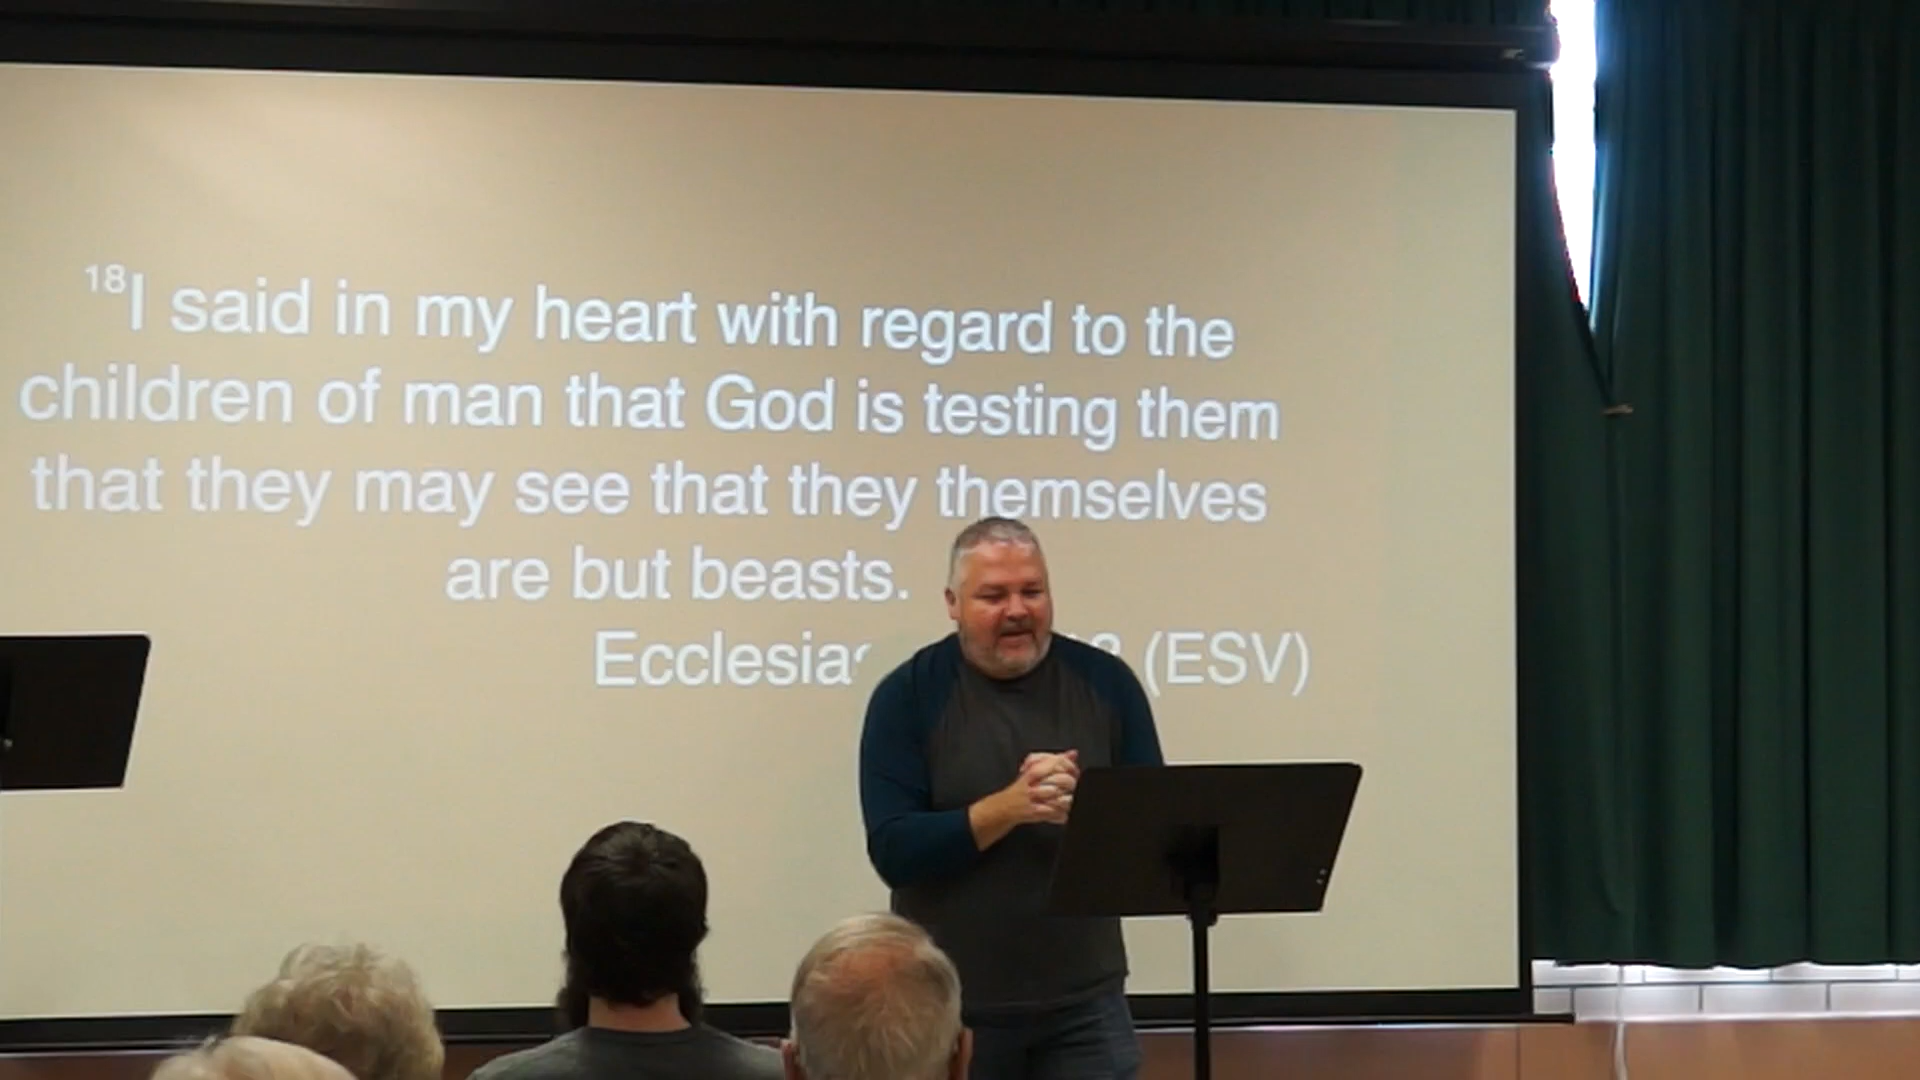 18I said in my heart with regard to the
children of man that God is testing them
that they may see that they themselves
are but beasts.
(ESV)